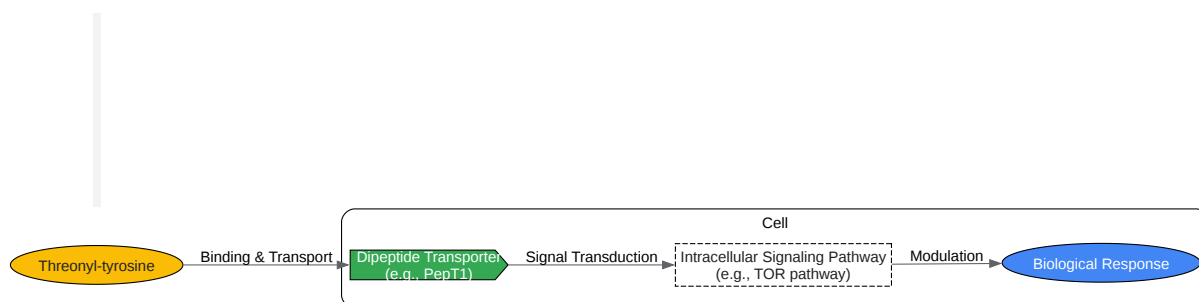 Cell
Threonyl-tyrosine
Binding & Transport
Dipeptide Transporter
(e.g., PepT1)
Signal Transduction
Intracellular Signaling Pathway
(e.g., TOR pathway)
Modulation
Biological Response